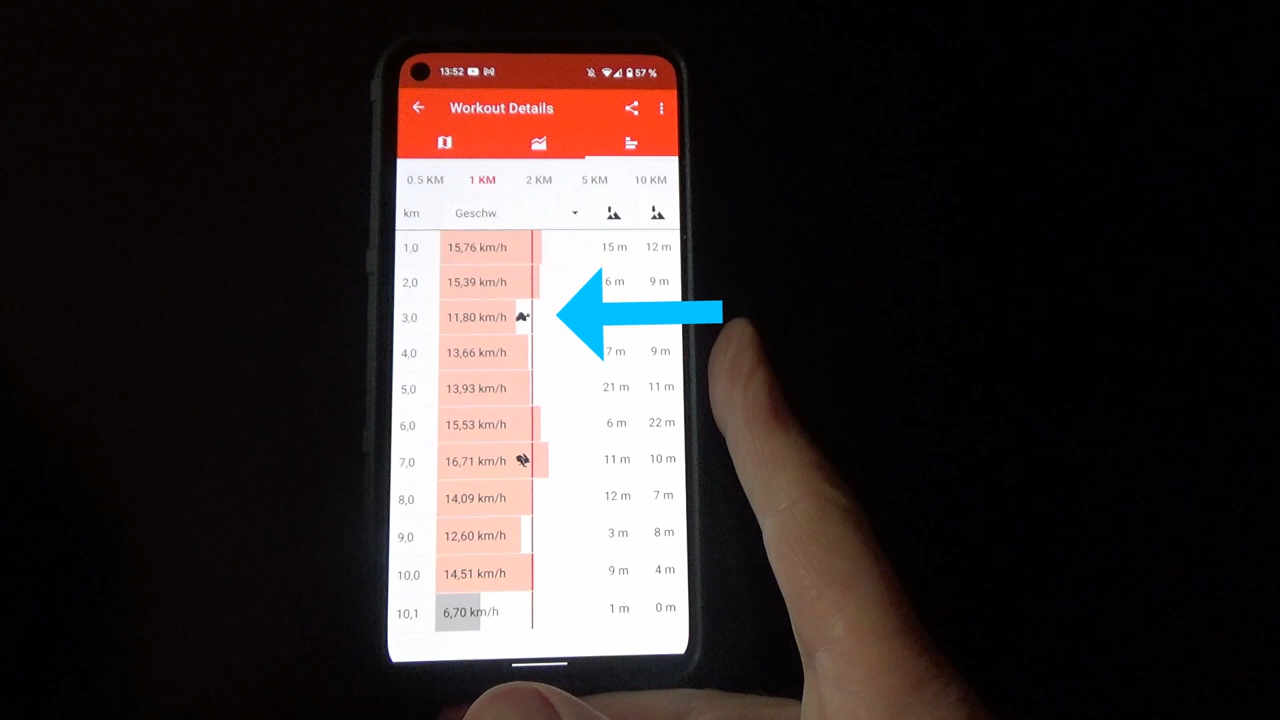 13:52 57 %
Workout Details
0.5 KM 1 KM 2 KM 5 KM 10 KM
km Geschw.
1,0 15,76 km/h 15 m 12 m
2,0 15,39 km/h 6 m 9 m
3,0 11,80 km/h
4,0 13,66 km/h 7 m 9 m
5,0 13,93 km/h 21 m 11 m
6,0 15,53 km/h 6 m 22 m
7,0 16,71 km/h 11 m 10 m
8,0 14,09 km/h 12 m 7 m
9,0 12,60 km/h 3 m 8 m
10,0 14,51 km/h 9 m 4 m
10,1 6,70 km/h 1 m 0 m